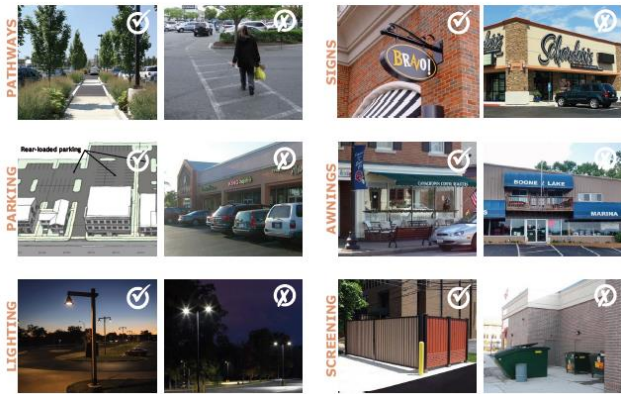 PATHWAYS
SIGNS
BRAVO!
PARKING
Rear-loaded parking
AWNINGS
BOONE LAKE
MARINA
LIGHTING
SCREENING